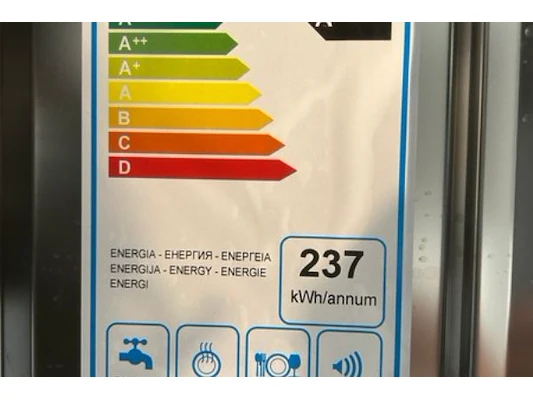 A++
A+
A
B
C
D
ENERGIA - ЕНЕРГИЯ - ΕΝΕΡΓΕΙΑ
ENERGIJA - ENERGY - ENERGIE
ENERGI
237
kWh/annum